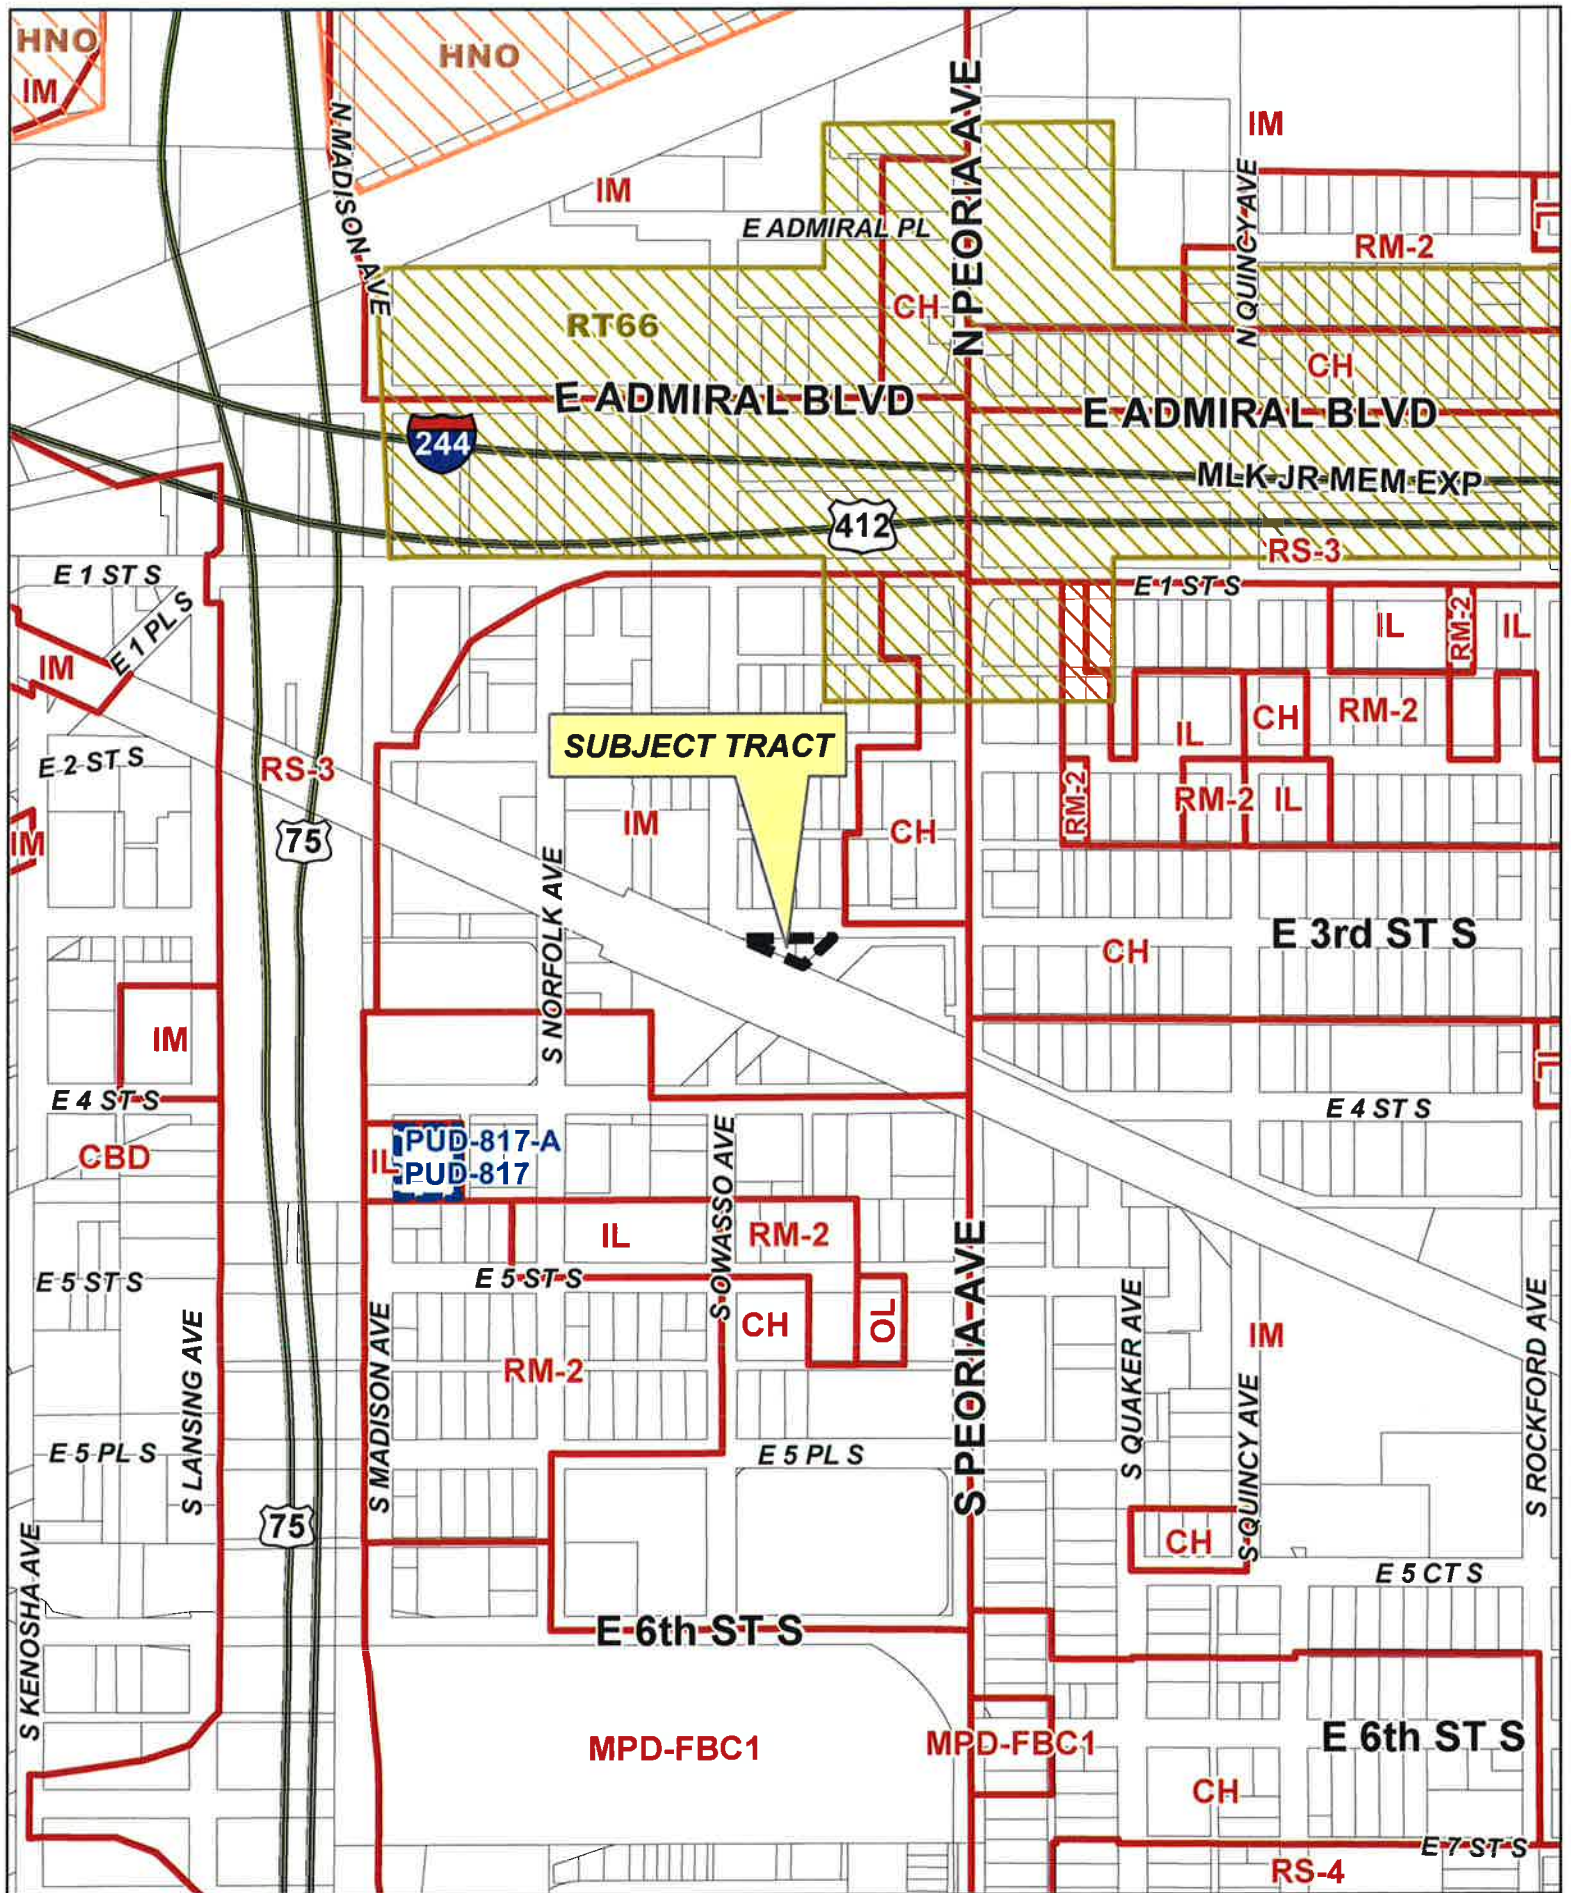 HNO
IM
HNO
N MADISON AVE
IM
E ADMIRAL PL
N PEORIA AVE
IM
N QUINCY AVE
RM-2
IL
RT66
CH
CH
E ADMIRAL BLVD
E ADMIRAL BLVD
244
MLK JR MEM EXP
412
RS-3
E 1 ST S
E 1 PL S
E 1 ST S
IM
IL
RM-2
IL
SUBJECT TRACT
IL
CH
RM-2
E 2 ST S
RS-3
75
IM
IM
CH
RM-2
RM-2
IL
S NORFOLK AVE
E 3rd ST S
CH
IM
IL
E 4 ST S
E 4 ST S
CBD
IL
PUD-817-A
PUD-817
S OWASSO AVE
IL
RM-2
E 5 ST S
E 5 ST S
CH
OL
S PEORIA AVE
S LANSING AVE
S MADISON AVE
RM-2
S QUAKER AVE
IM
S QUINCY AVE
S ROCKFORD AVE
E 5 PL S
E 5 PL S
75
CH
E 5 CT S
S KENOSHA AVE
E 6th ST S
MPD-FBC1
MPD-FBC1
E 6th ST S
CH
E 7 ST S
RS-4